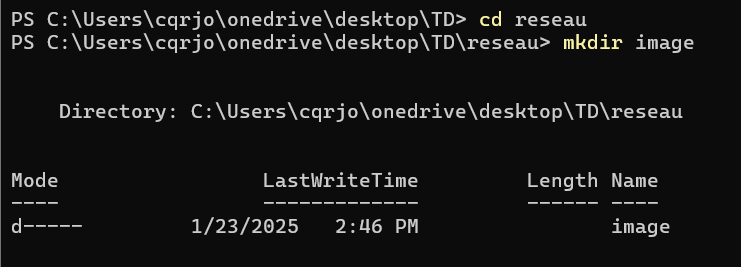 PS C:\Users\cqrjo\onedrive\desktop\TD> cd reseau
PS C:\Users\cqrjo\onedrive\desktop\TD\reseau> mkdir image
Directory: C:\Users\cqrjo\onedrive\desktop\TD\reseau
Mode                 LastWriteTime         Length Name
----                 -------------         ------ ----
d-----         1/23/2025   2:46 PM                image